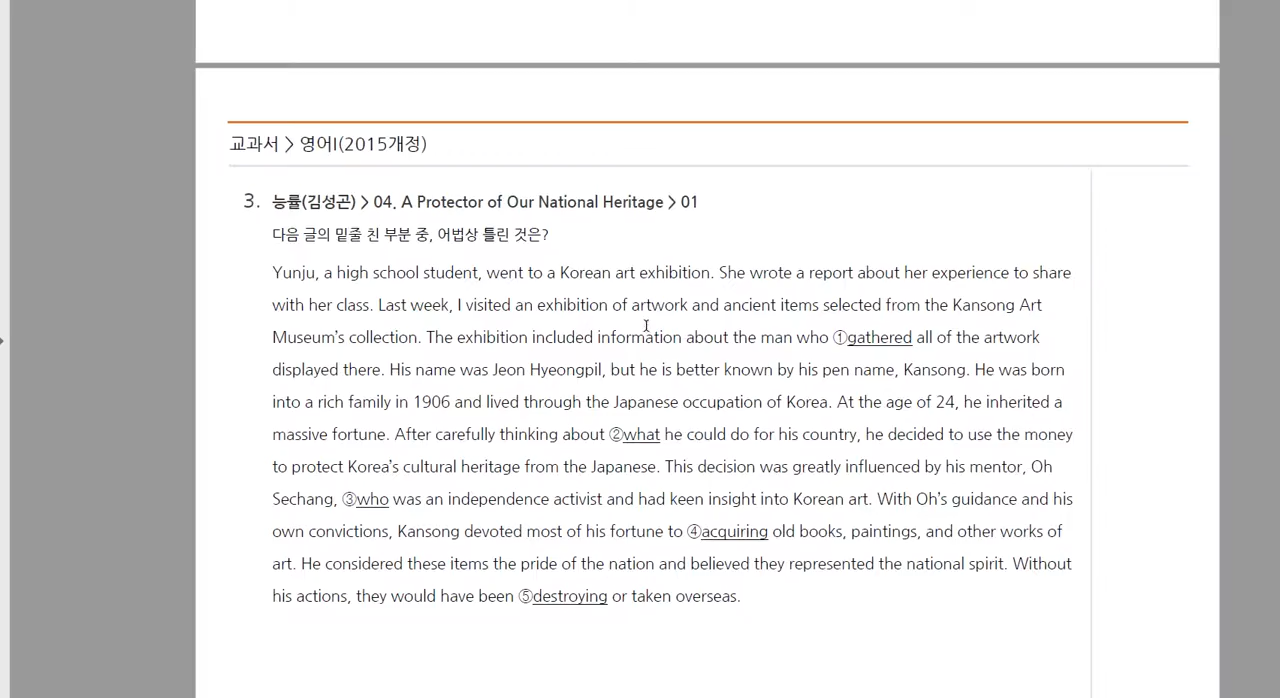 교과서 > 영어I(2015개정)
3. 능률(김성곤) > 04. A Protector of Our National Heritage > 01
다음 글의 밑줄 친 부분 중, 어법상 틀린 것은?
Yunju, a high school student, went to a Korean art exhibition. She wrote a report about her experience to share
with her class. Last week, I visited an exhibition of artwork and ancient items selected from the Kansong Art
Museum's collection. The exhibition included information about the man who ①gathered all of the artwork
displayed there. His name was Jeon Hyeongpil, but he is better known by his pen name, Kansong. He was born
into a rich family in 1906 and lived through the Japanese occupation of Korea. At the age of 24, he inherited a
massive fortune. After carefully thinking about ②what he could do for his country, he decided to use the money
to protect Korea's cultural heritage from the Japanese. This decision was greatly influenced by his mentor, Oh
Sechang, ③who was an independence activist and had keen insight into Korean art. With Oh's guidance and his
own convictions, Kansong devoted most of his fortune to ④acquiring old books, paintings, and other works of
art. He considered these items the pride of the nation and believed they represented the national spirit. Without
his actions, they would have been ⑤destroying or taken overseas.